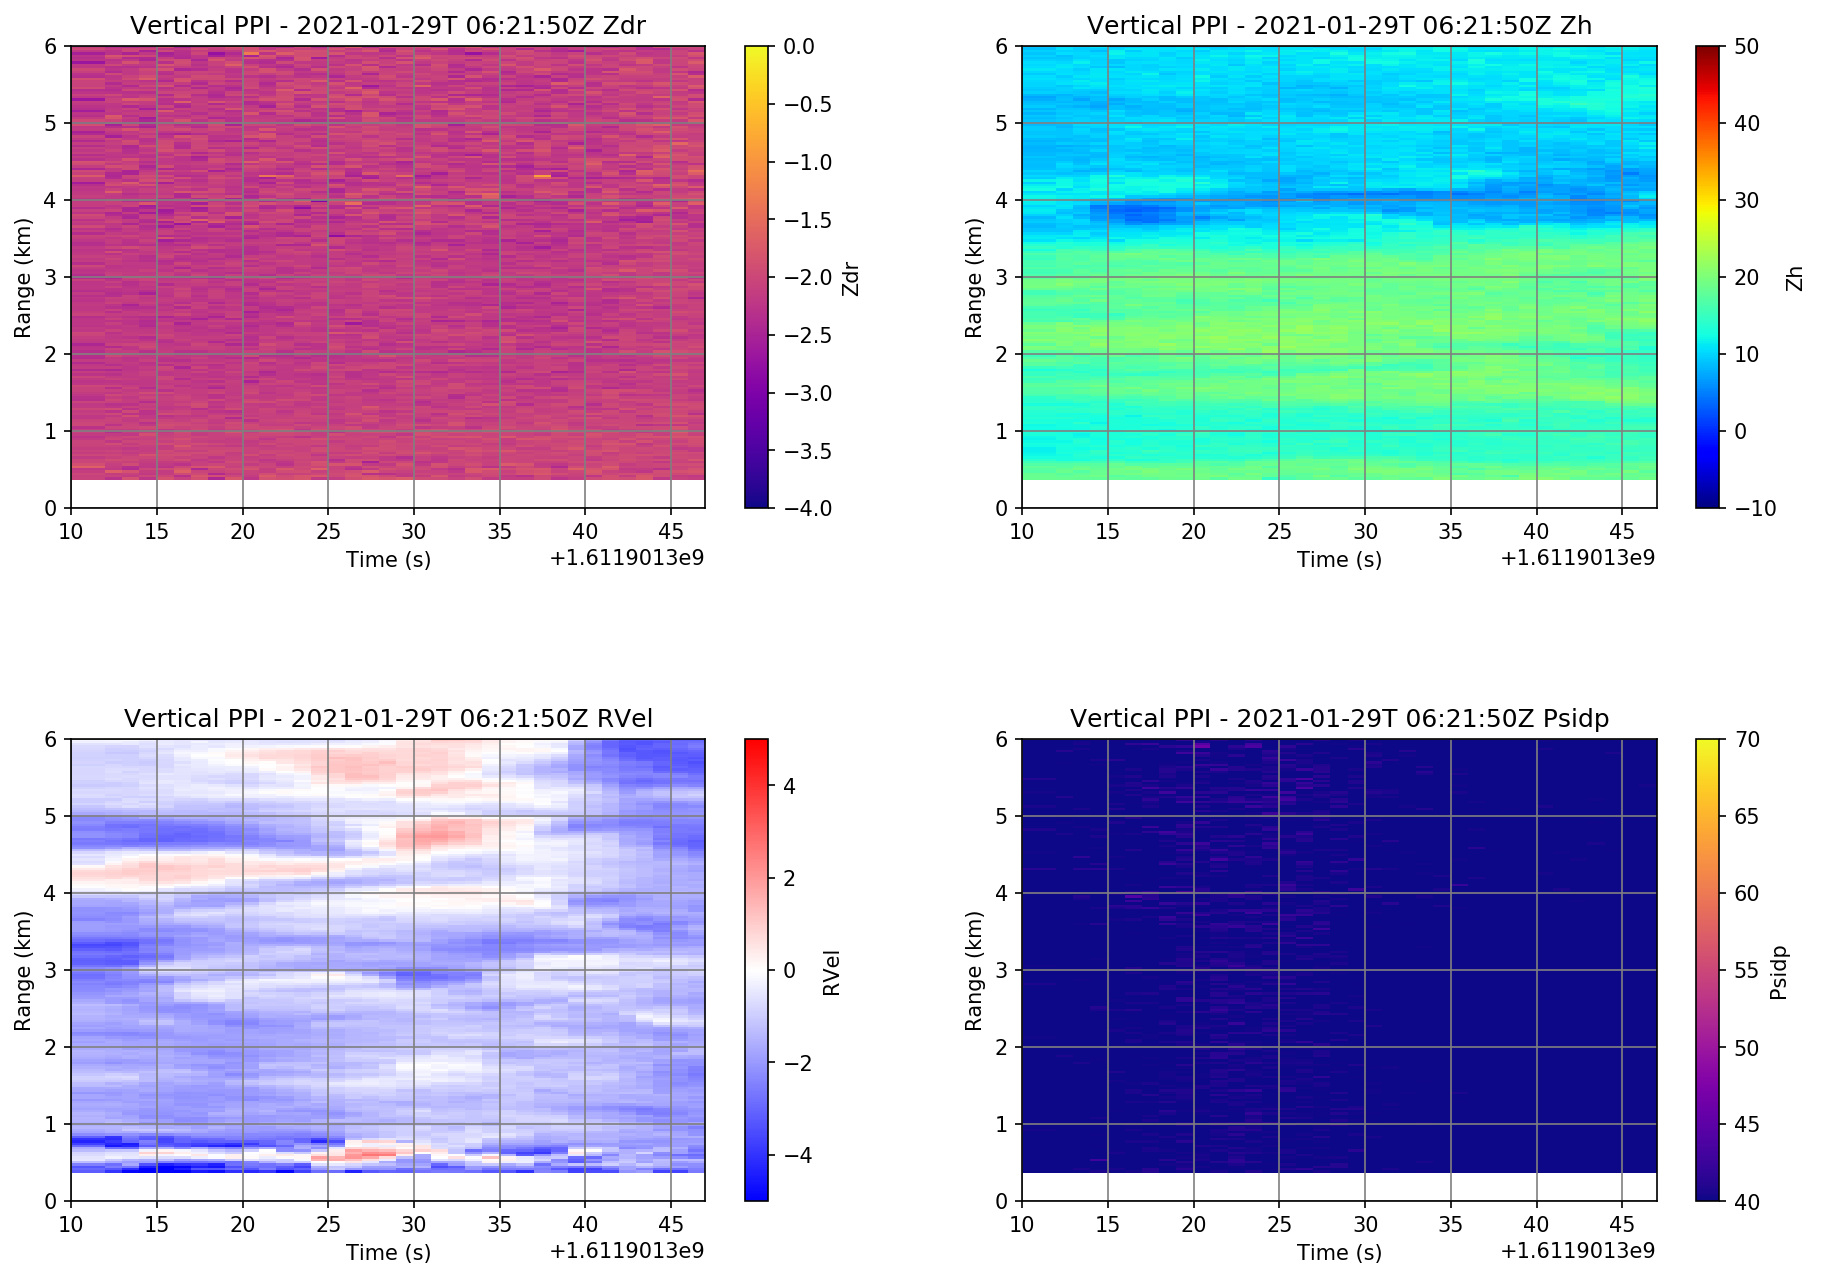 Vertical PPI - 2021-01-29T 06:21:50Z Zdr
6
5
4
3
2
1
0
Range (km)
10 15 20 25 30 35 40 45
Time (s)
+1.6119013e9
0.0
−0.5
−1.0
−1.5
−2.0
−2.5
−3.0
−3.5
−4.0
Zdr
Vertical PPI - 2021-01-29T 06:21:50Z Zh
6
5
4
3
2
1
0
Range (km)
10 15 20 25 30 35 40 45
Time (s)
+1.6119013e9
50
40
30
20
10
0
−10
Zh
Vertical PPI - 2021-01-29T 06:21:50Z RVel
6
5
4
3
2
1
0
Range (km)
10 15 20 25 30 35 40 45
Time (s)
+1.6119013e9
4
2
0
−2
−4
RVel
Vertical PPI - 2021-01-29T 06:21:50Z Psidp
6
5
4
3
2
1
0
Range (km)
10 15 20 25 30 35 40 45
Time (s)
+1.6119013e9
70
65
60
55
50
45
40
Psidp